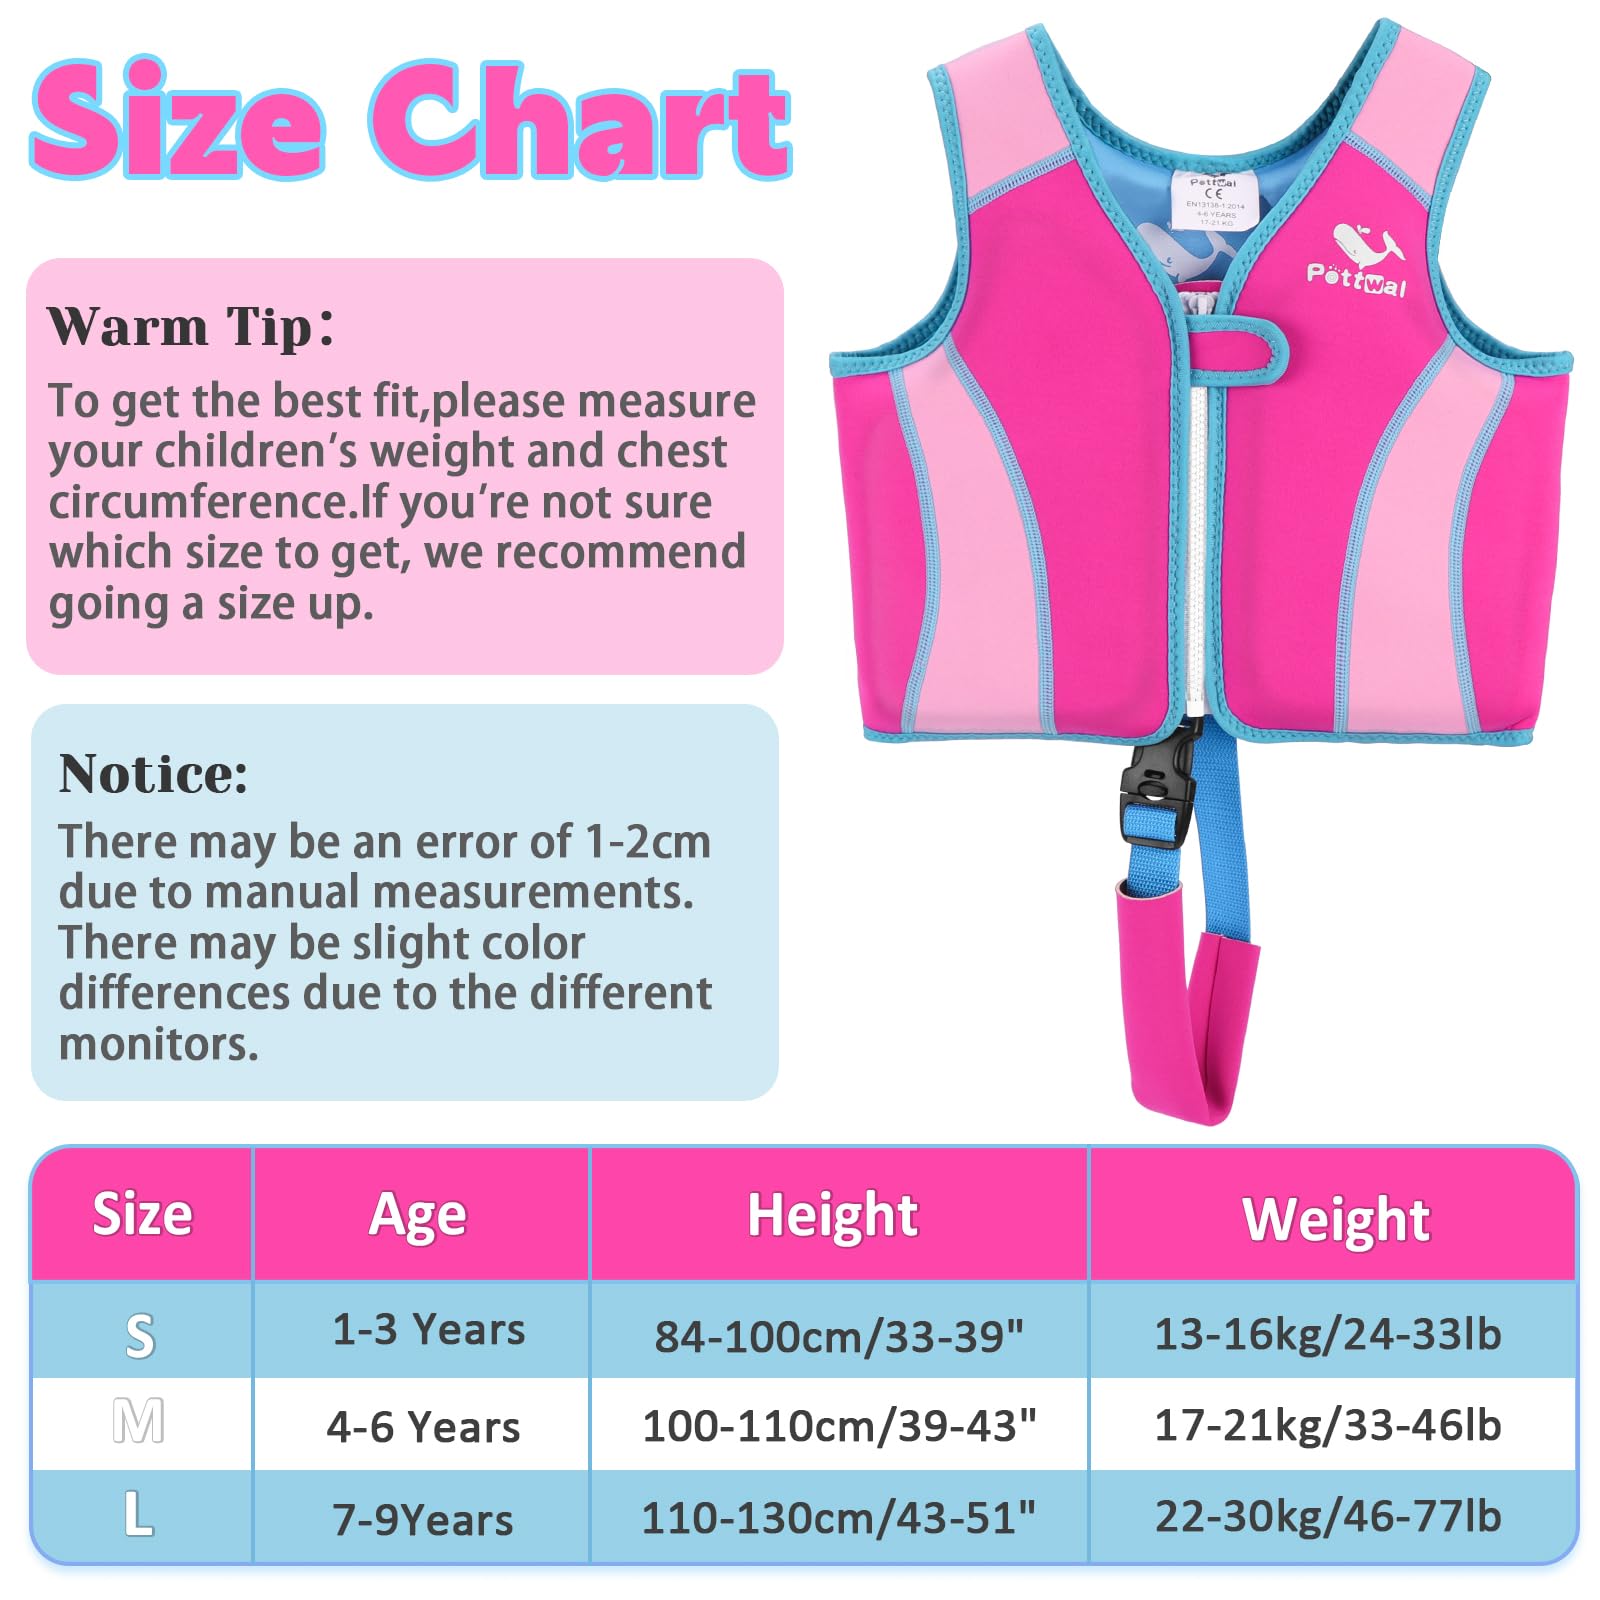 Size Chart
Warm Tip:
To get the best fit,please measure
your children’s weight and chest
circumference.If you’re not sure
which size to get, we recommend
going a size up.
Notice:
There may be an error of 1-2cm
due to manual measurements.
There may be slight color
differences due to the different
monitors.
Pottwal
CE
EN13138-1:2014
4-6 YEARS
17-21 KG
Pottwal
Size Age Height Weight
S 1-3 Years 84-100cm/33-39" 13-16kg/24-33lb
M 4-6 Years 100-110cm/39-43" 17-21kg/33-46lb
L 7-9Years 110-130cm/43-51" 22-30kg/46-77lb